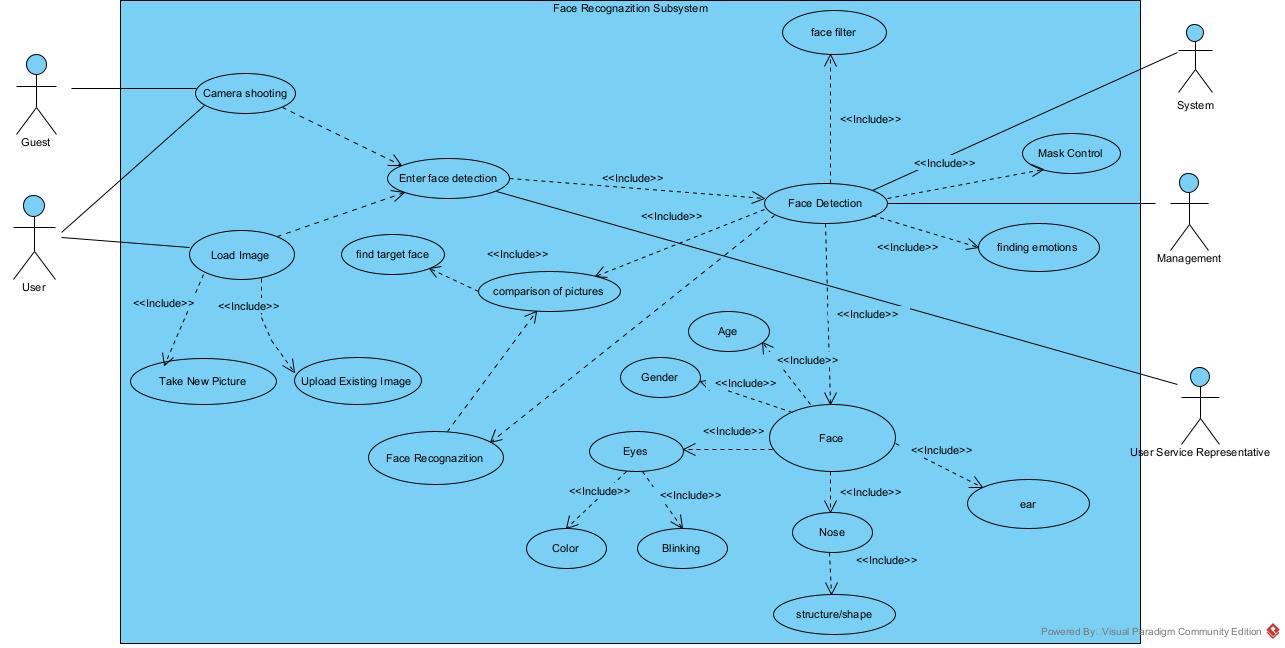 Face Recognazition Subsystem
face filter
System
Guest
Camera shooting
<<Include>>
Mask Control
<<Include>>
Enter face detection
<<Include>>
Face Detection
<<Include>>
User
Load Image
find target face
<<Include>>
<<Include>>
finding emotions
Management
comparison of pictures
<<Include>>
<<Include>>
<<Include>>
Age
<<Include>>
Take New Picture
Upload Existing Image
Gender
<<Include>>
<<Include>>
Face
User Service Representative
Face Recognazition
Eyes
<<Include>>
<<Include>>
<<Include>>
<<Include>>
ear
Color
Blinking
Nose
<<Include>>
structure/shape
Powered By: Visual Paradigm Community Edition